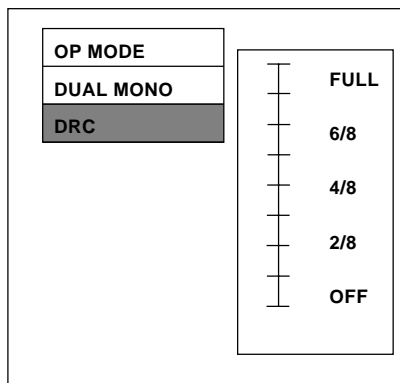 OP MODE
DUAL MONO
DRC
FULL
6/8
4/8
2/8
OFF